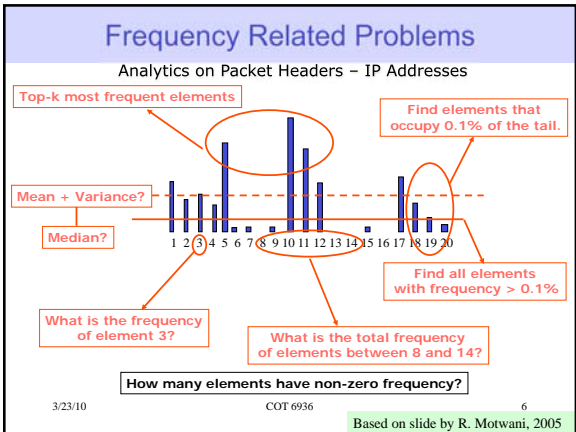 Frequency Related Problems
Analytics on Packet Headers – IP Addresses
Top-k most frequent elements
Find elements that
occupy 0.1% of the tail.
Mean + Variance?
Median?
1 2 3 4 5 6 7 8 9 10 11 12 13 14 15 16 17 18 19 20
Find all elements
with frequency > 0.1%
What is the frequency
of element 3?
What is the total frequency
of elements between 8 and 14?
How many elements have non-zero frequency?
3/23/10 COT 6936 6
Based on slide by R. Motwani, 2005